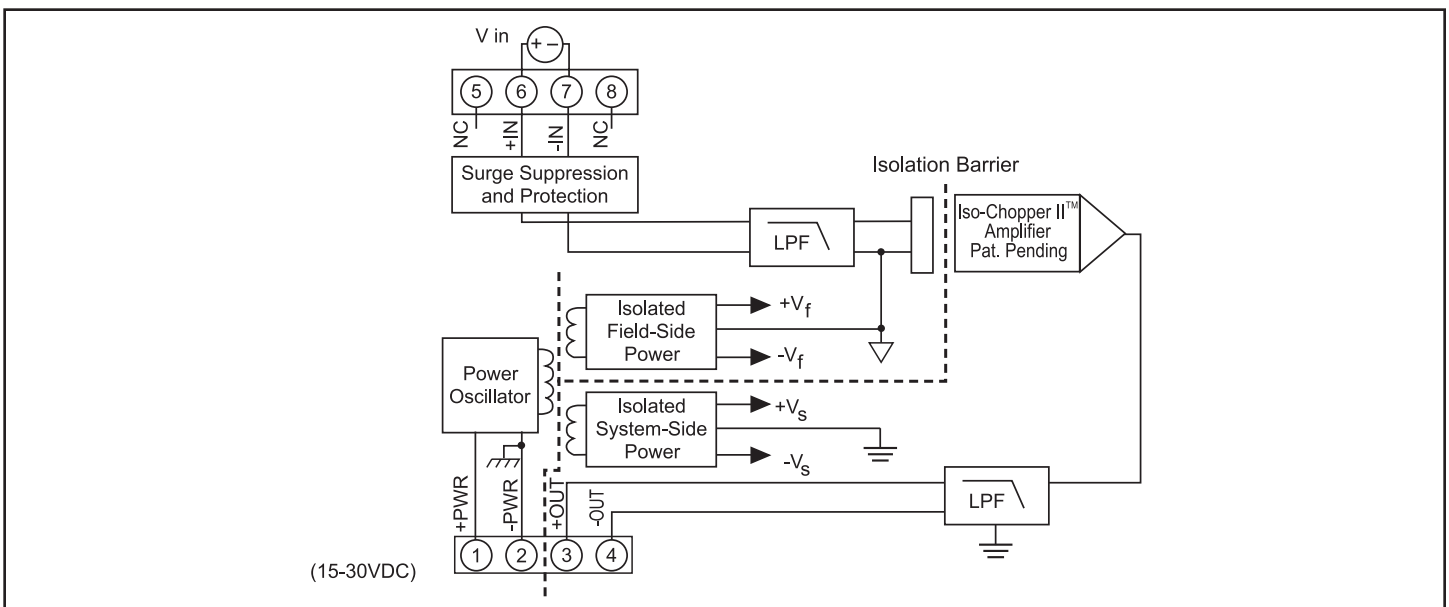 V in
+ –
5 6 7 8
NC +IN -IN NC
Surge Suppression
and Protection
Isolation Barrier
LPF
Iso-Chopper II™
Amplifier
Pat. Pending
Isolated
Field-Side
Power
+Vf
-Vf
Power
Oscillator
Isolated
System-Side
Power
+Vs
-Vs
+PWR -PWR +OUT -OUT
LPF
1 2 3 4
(15-30VDC)